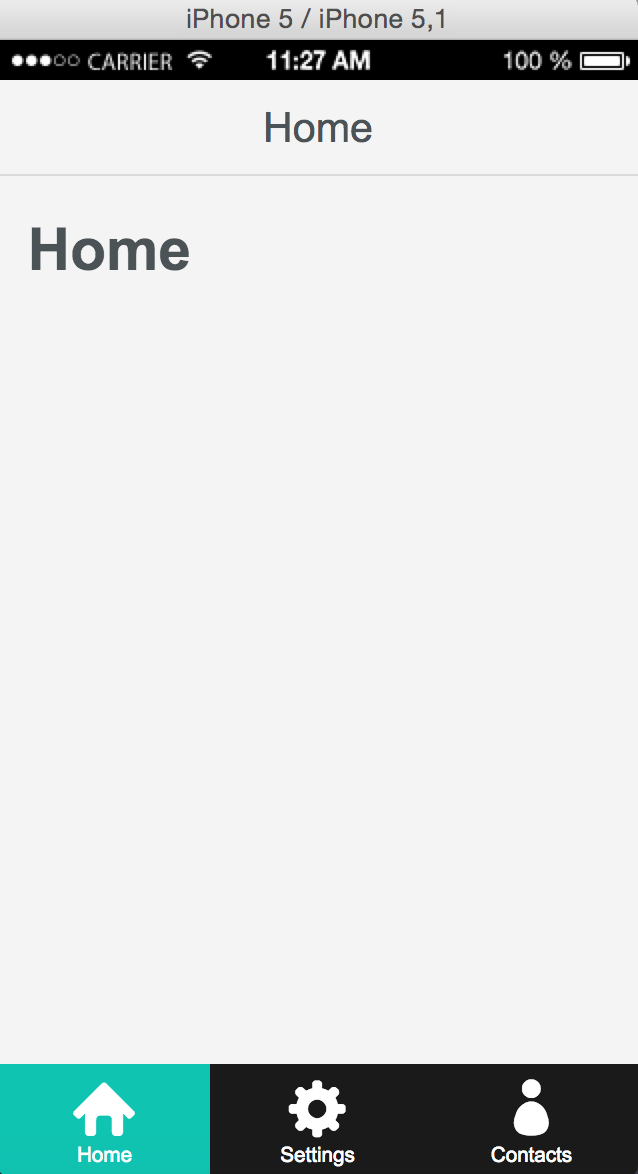 iPhone 5 / iPhone 5,1
CARRIER 11:27 AM 100 %
Home
Home
Home Settings Contacts